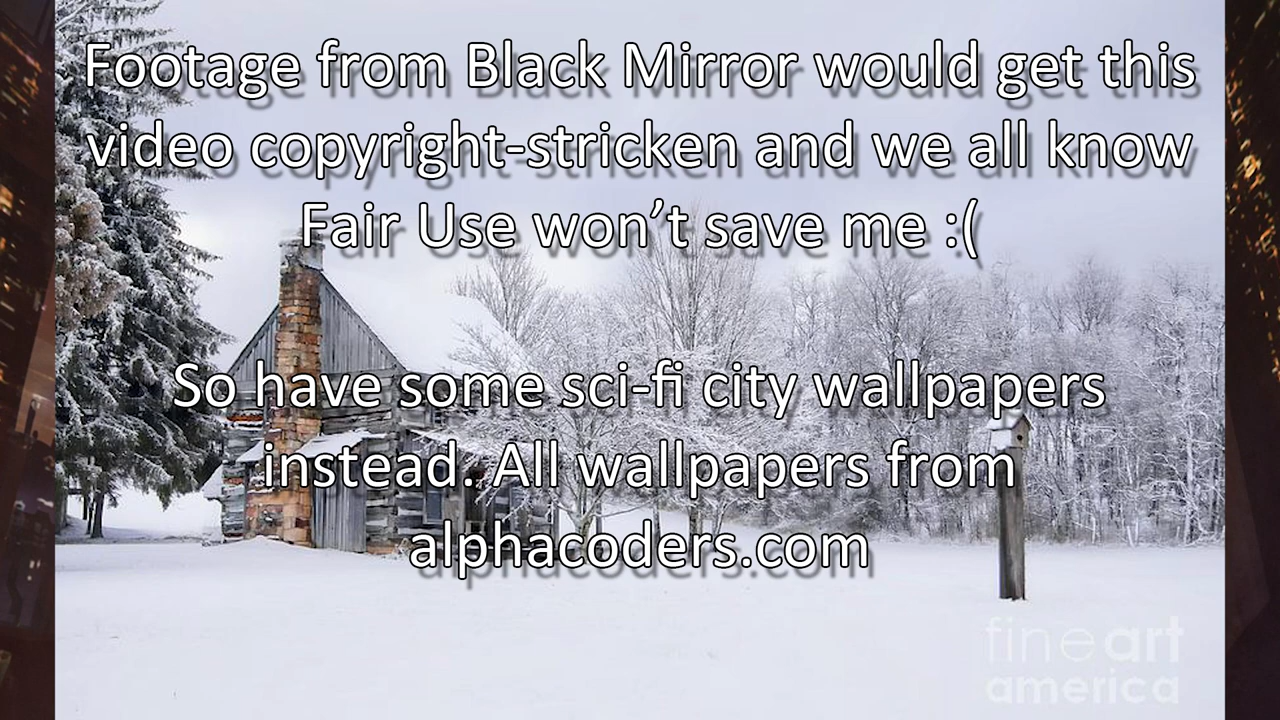 Footage from Black Mirror would get this
video copyright-stricken and we all know
Fair Use won’t save me :(
So have some sci-fi city wallpapers
instead. All wallpapers from
alphacoders.com
fineart
america